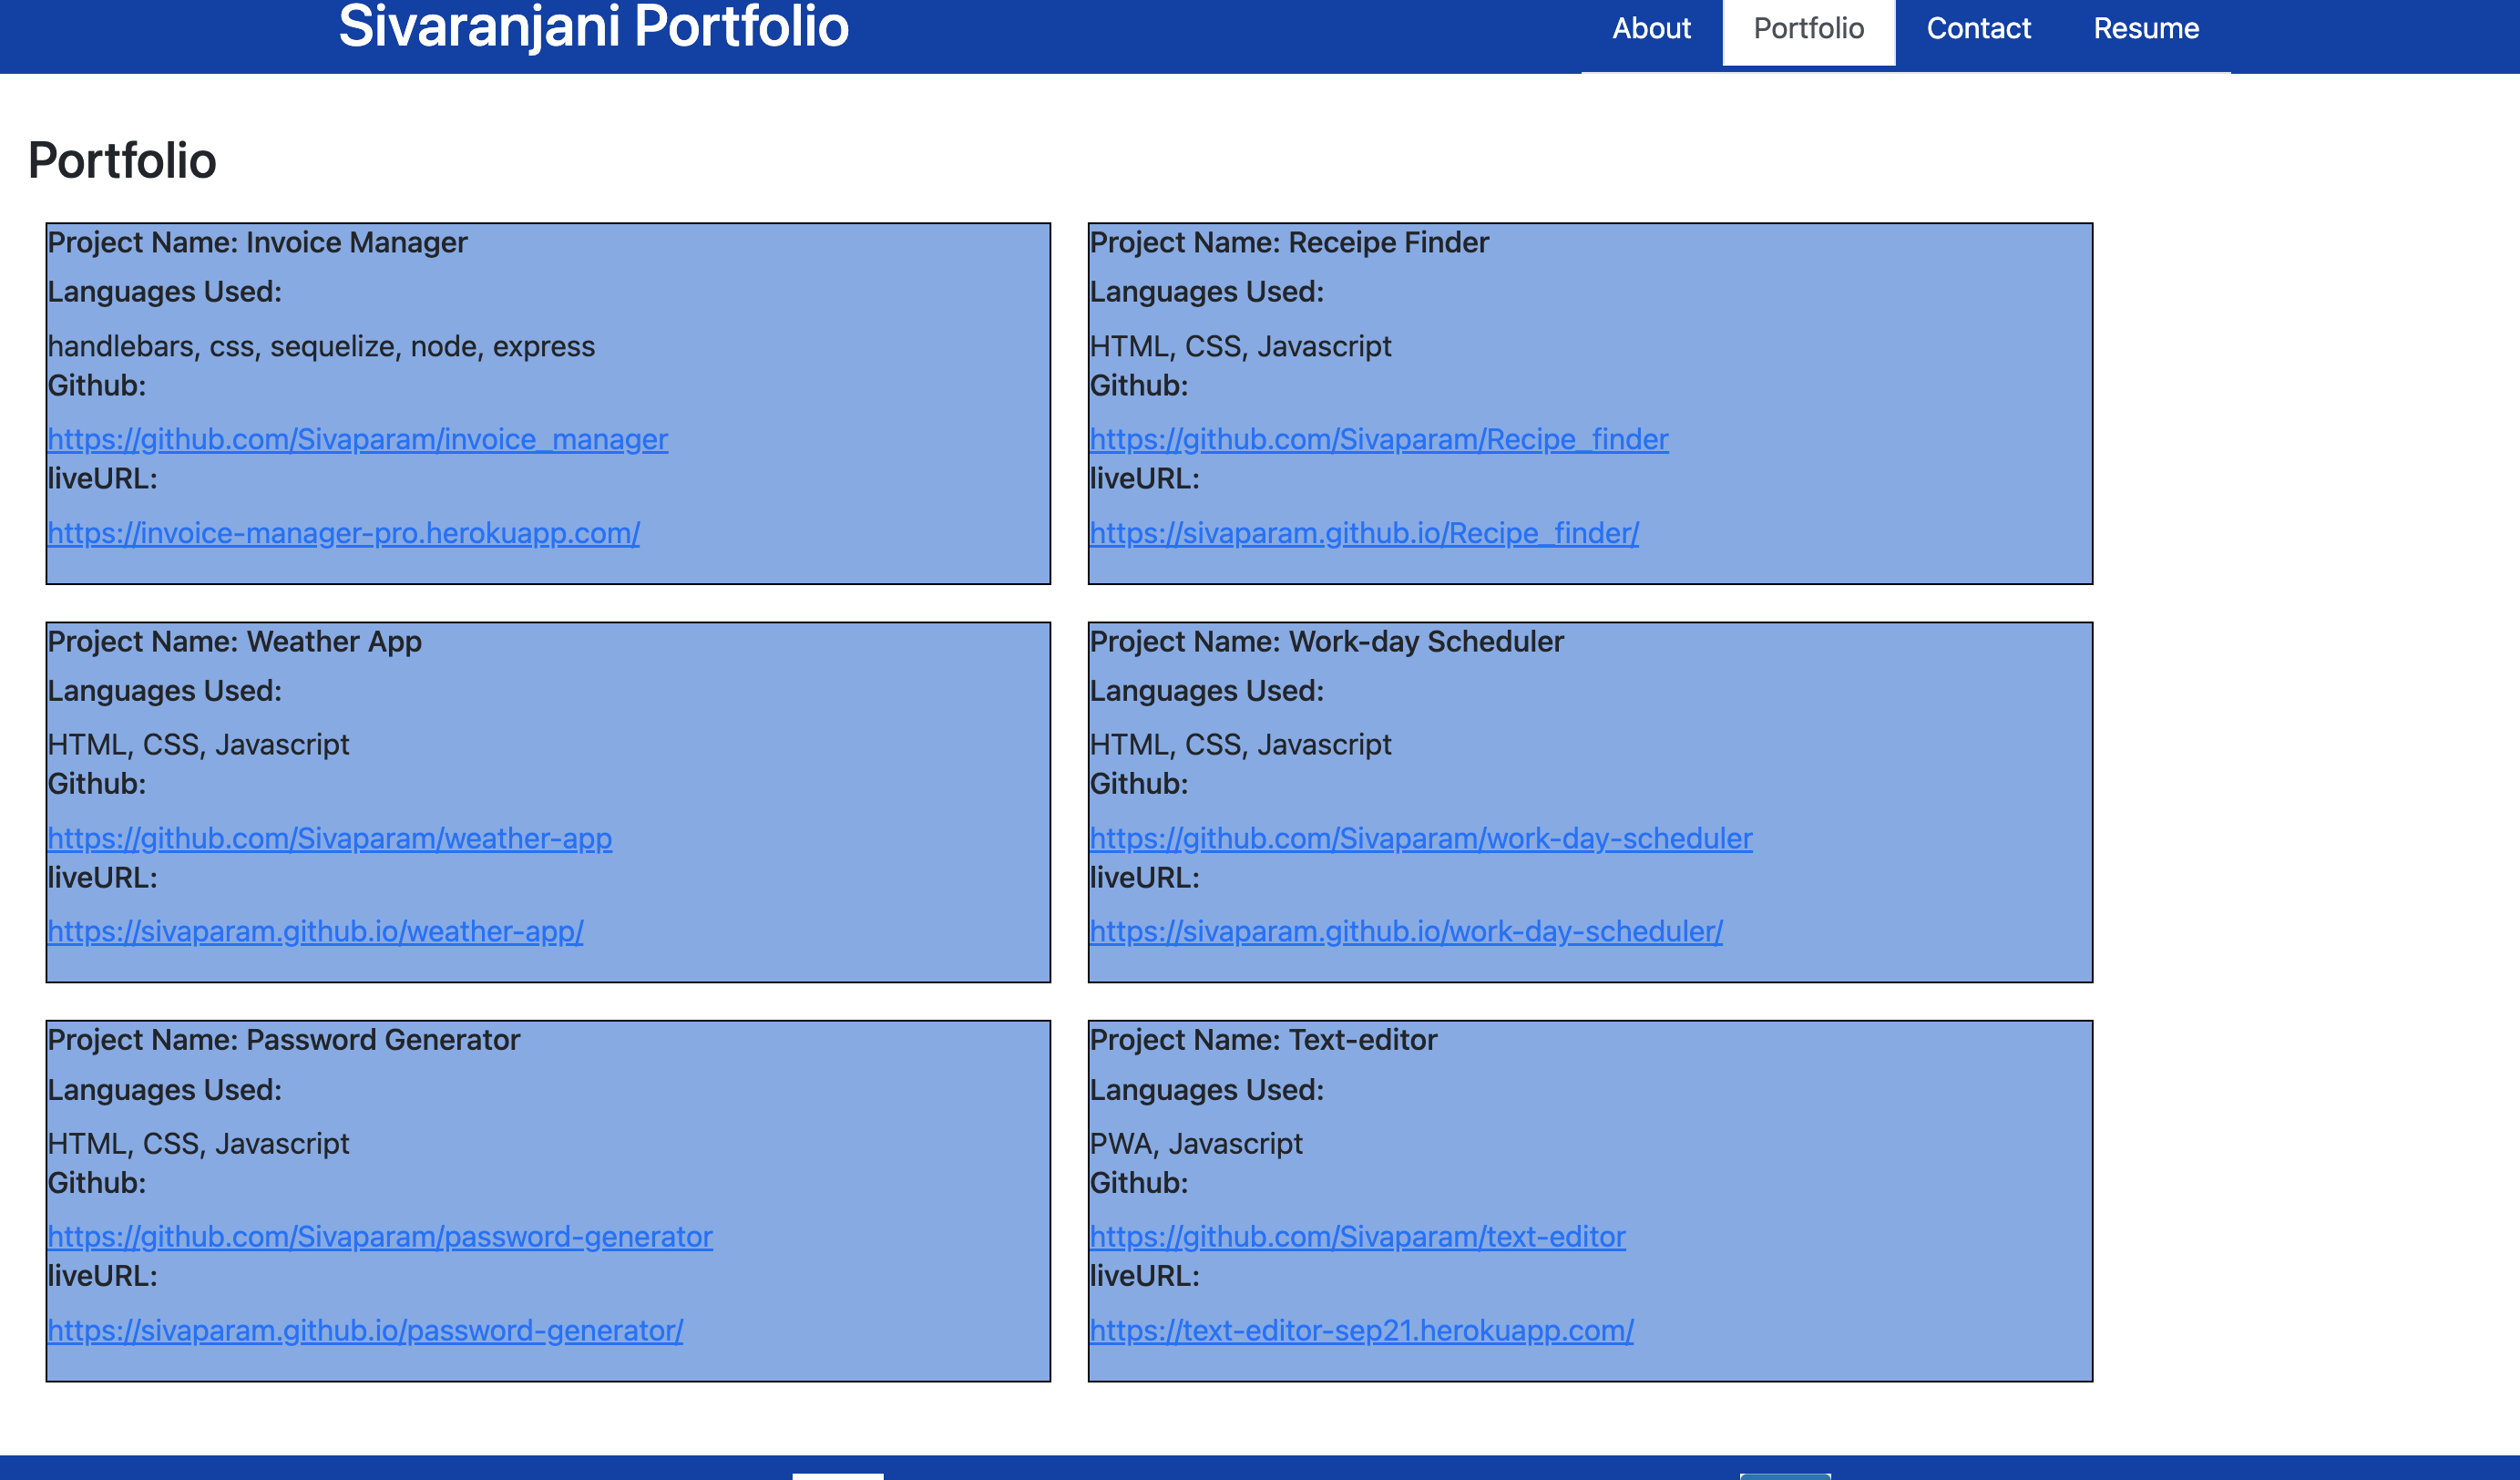 Sivaranjani Portfolio
About Portfolio Contact Resume
Portfolio
Project Name: Invoice Manager
Languages Used:
handlebars, css, sequelize, node, express
Github:
https://github.com/Sivaparam/invoice_manager
liveURL:
https://invoice-manager-pro.herokuapp.com/
Project Name: Receipe Finder
Languages Used:
HTML, CSS, Javascript
Github:
https://github.com/Sivaparam/Recipe_finder
liveURL:
https://sivaparam.github.io/Recipe_finder/
Project Name: Weather App
Languages Used:
HTML, CSS, Javascript
Github:
https://github.com/Sivaparam/weather-app
liveURL:
https://sivaparam.github.io/weather-app/
Project Name: Work-day Scheduler
Languages Used:
HTML, CSS, Javascript
Github:
https://github.com/Sivaparam/work-day-scheduler
liveURL:
https://sivaparam.github.io/work-day-scheduler/
Project Name: Password Generator
Languages Used:
HTML, CSS, Javascript
Github:
https://github.com/Sivaparam/password-generator
liveURL:
https://sivaparam.github.io/password-generator/
Project Name: Text-editor
Languages Used:
PWA, Javascript
Github:
https://github.com/Sivaparam/text-editor
liveURL:
https://text-editor-sep21.herokuapp.com/